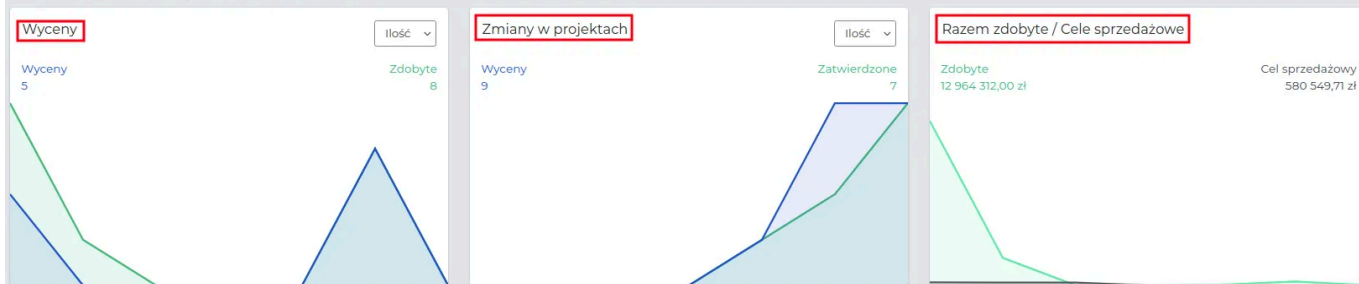 Wyceny
Ilość
Wyceny
Zdobyte
5
8
Zmiany w projektach
Ilość
Wyceny
Zatwierdzone
9
7
Razem zdobyte / Cele sprzedażowe
Zdobyte
Cel sprzedażowy
12 964 312,00 zł
580 549,71 zł